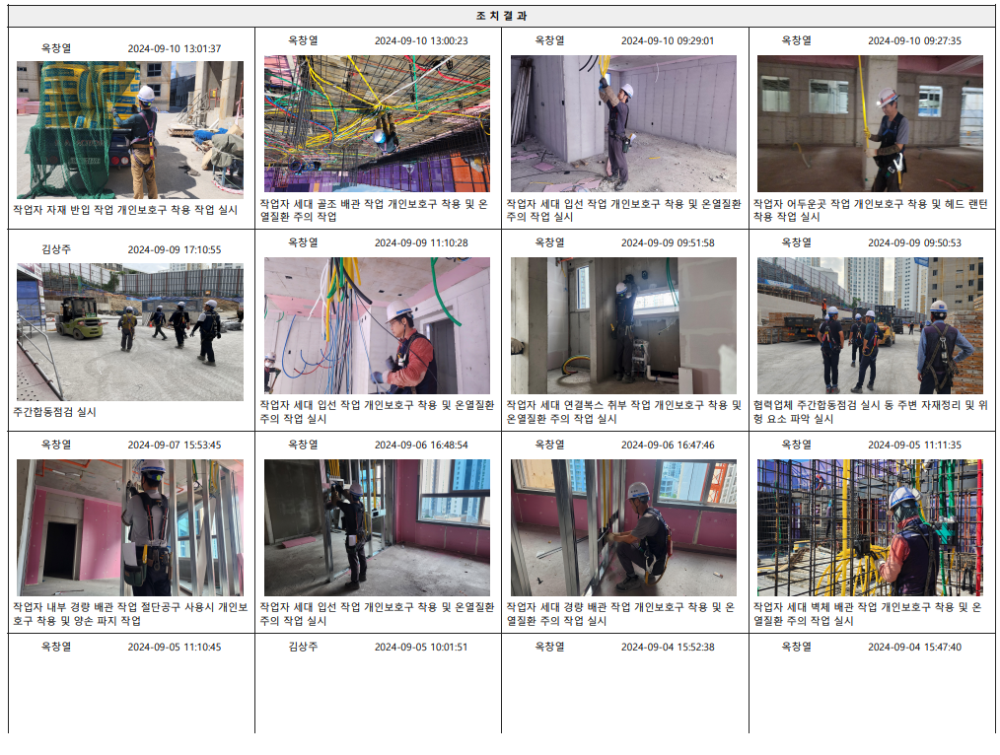 조치결과
옥창열 2024-09-10 13:01:37
작업자 자재 반입 작업 개인보호구 착용 작업 실시
옥창열 2024-09-10 13:00:23
작업자 세대 골조 배관 작업 개인보호구 착용 및 온
열질환 주의 작업
옥창열 2024-09-10 09:29:01
작업자 세대 입선 작업 개인보호구 착용 및 온열질환
주의 작업 실시
옥창열 2024-09-10 09:27:35
작업자 어두운곳 작업 개인보호구 착용 및 헤드 랜턴
착용 작업 실시
김상주 2024-09-09 17:10:55
주간합동점검 실시
옥창열 2024-09-09 11:10:28
작업자 세대 입선 작업 개인보호구 착용 및 온열질환
주의 작업 실시
옥창열 2024-09-09 09:51:58
작업자 세대 연결복스 취부 작업 개인보호구 착용 및
온열질환 주의 작업 실시
옥창열 2024-09-09 09:50:53
협력업체 주간합동점검 실시 동 주변 자재정리 및 위
험 요소 파악 실시
옥창열 2024-09-07 15:53:45
작업자 내부 경량 배관 작업 절단공구 사용시 개인보
호구 착용 및 양손 파지 작업
옥창열 2024-09-06 16:48:54
작업자 세대 입선 작업 개인보호구 착용 및 온열질환
주의 작업 실시
옥창열 2024-09-06 16:47:46
작업자 세대 경량 배관 작업 개인보호구 착용 및 온
열질환 주의 작업 실시
옥창열 2024-09-05 11:11:35
작업자 세대 벽체 배관 작업 개인보호구 착용 및 온
열질환 주의 작업 실시
옥창열 2024-09-05 11:10:45
김상주 2024-09-05 10:01:51
옥창열 2024-09-04 15:52:38
옥창열 2024-09-04 15:47:40